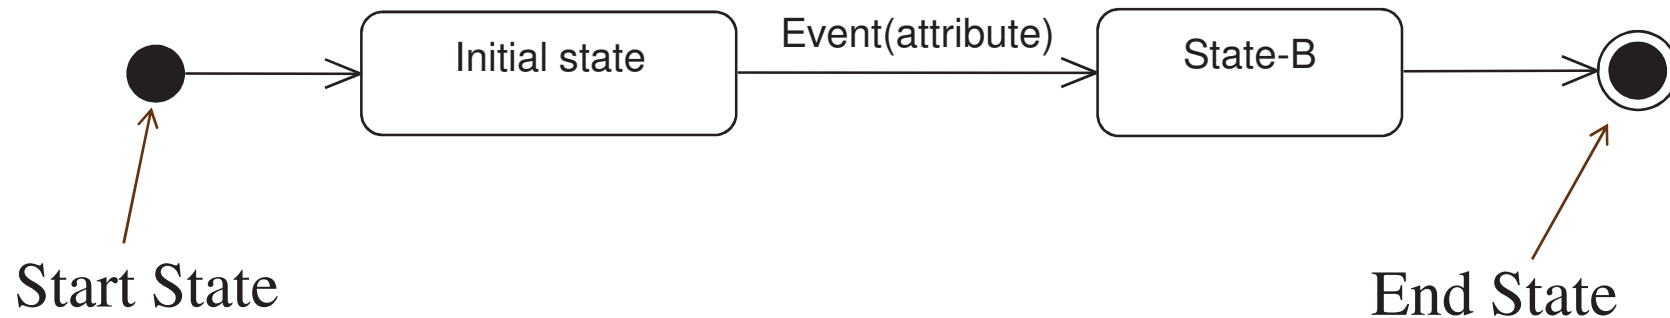 Initial state
Event(attribute)
State-B
Start State
End State